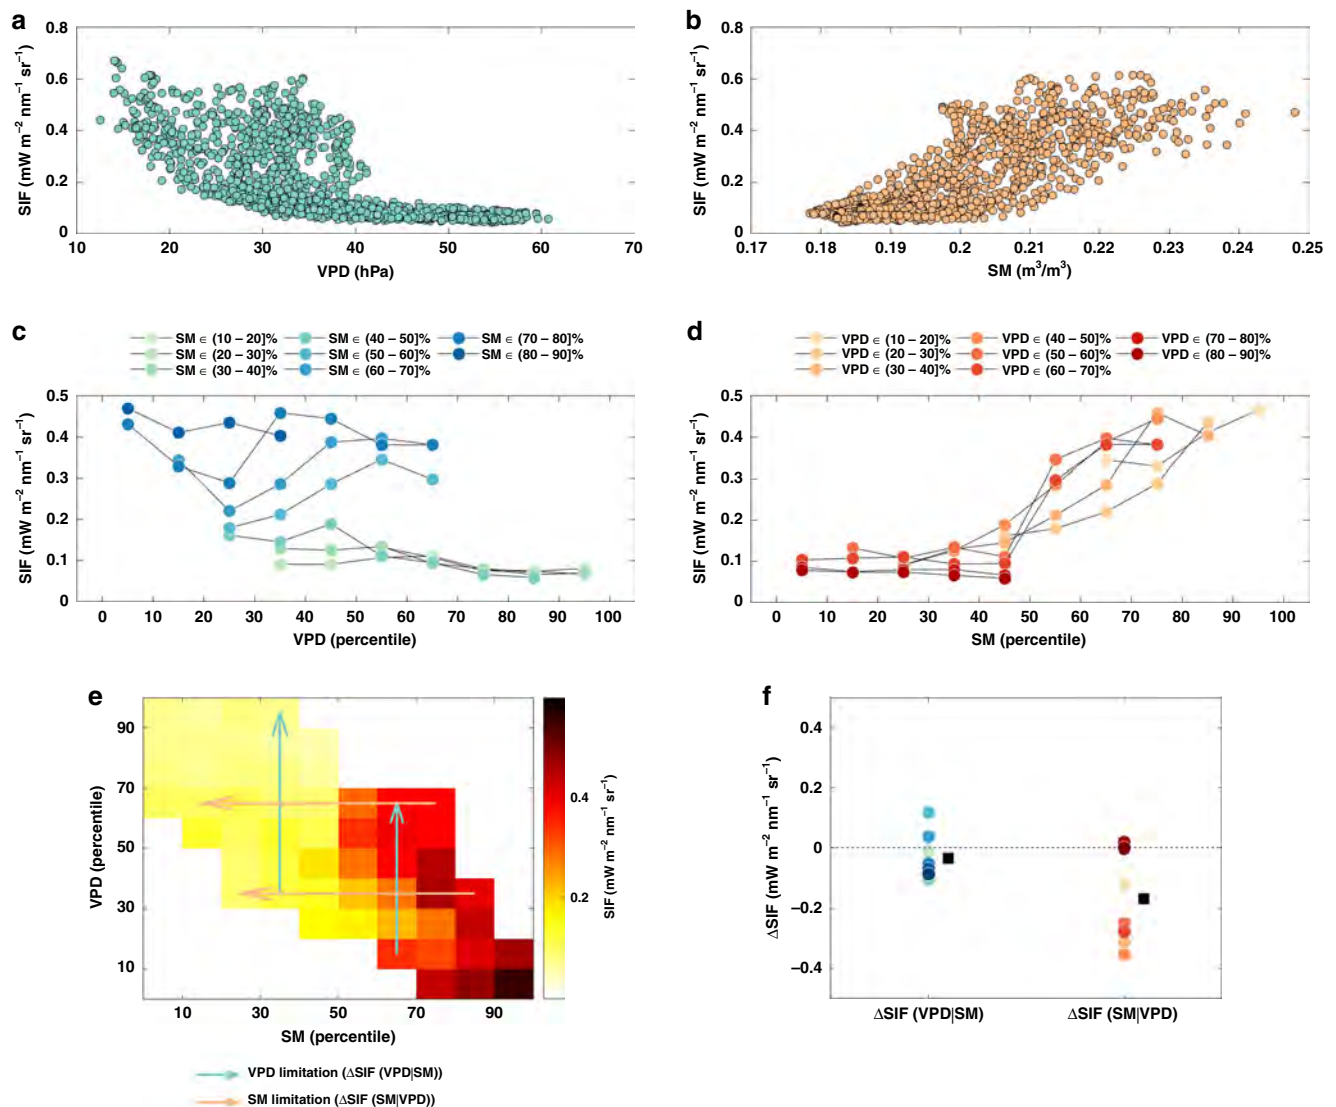 a
0.8
0.6
0.4
0.2
0
SIF (mW m⁻² nm⁻¹ sr⁻¹)
10 20 30 40 50 60 70
VPD (hPa)
b
0.8
0.6
0.4
0.2
0
SIF (mW m⁻² nm⁻¹ sr⁻¹)
0.17 0.18 0.19 0.2 0.21 0.22 0.23 0.24 0.25
SM (m³/m³)
c
SM ∈ (10 – 20]% SM ∈ (40 – 50]% SM ∈ (70 – 80]%
SM ∈ (20 – 30]% SM ∈ (50 – 60]% SM ∈ (80 – 90]%
SM ∈ (30 – 40]% SM ∈ (60 – 70]%
0.5
0.4
0.3
0.2
0.1
0
SIF (mW m⁻² nm⁻¹ sr⁻¹)
0 10 20 30 40 50 60 70 80 90 100
VPD (percentile)
d
VPD ∈ (10 – 20]% VPD ∈ (40 – 50]% VPD ∈ (70 – 80]%
VPD ∈ (20 – 30]% VPD ∈ (50 – 60]% VPD ∈ (80 – 90]%
VPD ∈ (30 – 40]% VPD ∈ (60 – 70]%
0.5
0.4
0.3
0.2
0.1
0
SIF (mW m⁻² nm⁻¹ sr⁻¹)
0 10 20 30 40 50 60 70 80 90 100
SM (percentile)
e
90
70
50
30
10
VPD (percentile)
10 30 50 70 90
SM (percentile)
0.4
0.2
SIF (mW m⁻² nm⁻¹ sr⁻¹)
VPD limitation (ΔSIF (VPD|SM))
SM limitation (ΔSIF (SM|VPD))
f
0.4
0.2
0
−0.2
−0.4
ΔSIF (mW m⁻² nm⁻¹ sr⁻¹)
ΔSIF (VPD|SM) ΔSIF (SM|VPD)